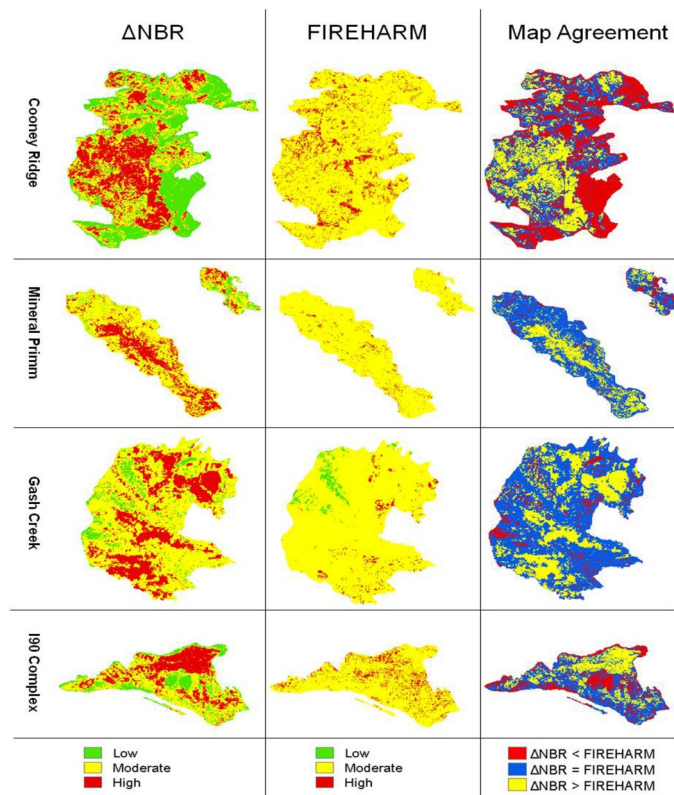 ΔNBR
FIREHARM
Map Agreement
Cooney Ridge
Mineral Primm
Gash Creek
I90 Complex
Low
Moderate
High
Low
Moderate
High
ΔNBR < FIREHARM
ΔNBR = FIREHARM
ΔNBR > FIREHARM